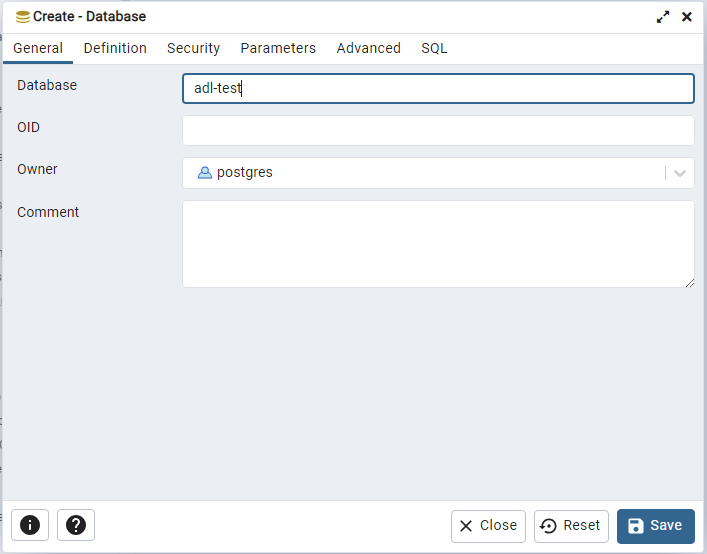 Create - Database
General Definition Security Parameters Advanced SQL
Database adl-test
OID
Owner postgres
Comment
Close Reset Save